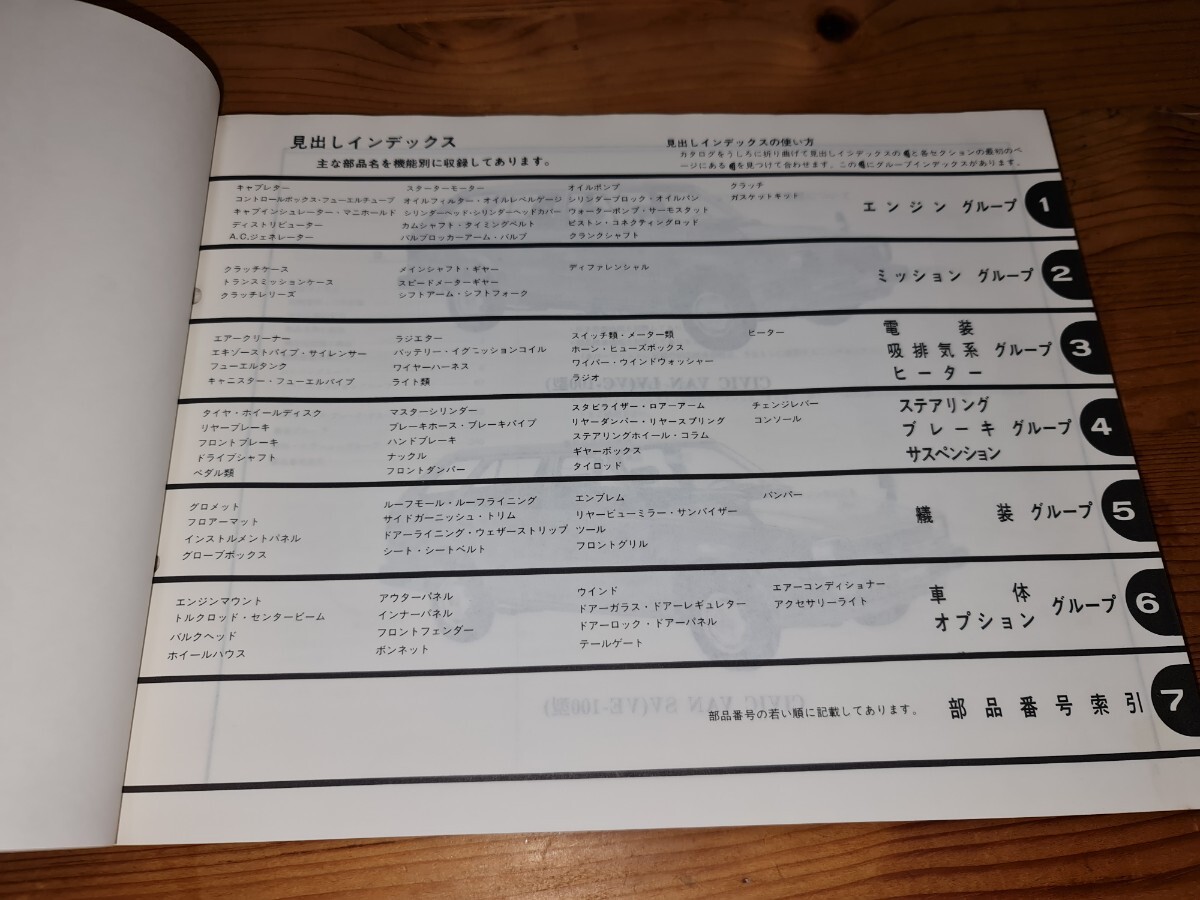 見出しインデックス
主な部品名を機能別に収録してあります。
見出しインデックスの使い方
カタログをうしろに折り曲げて見出しインデックスの と各セクションの最初のペ
ージにある を見つけて合わせます。この にグループインデックスがあります。
キャブレター スターターモーター オイルポンプ クラッチ
コントロールボックス・フューエルチューブ オイルフィルター・オイルレベルゲージ シリンダーブロック・オイルパン ガスケットキット
キャブインシュレーター・マニホールド シリンダーヘッド・シリンダーヘッドカバー ウォーターポンプ・サーモスタット
ディストリビューター カムシャフト・タイミングベルト ピストン・コネクティングロッド
A.C.ジェネレーター バルブロッカーアーム・バルブ クランクシャフト
エンジン グループ 1
クラッチケース メインシャフト・ギヤー ディファレンシャル
トランスミッションケース スピードメーターギヤー
クラッチレリーズ シフトアーム・シフトフォーク
ミッション グループ 2
エアークリーナー ラジエター スイッチ類・メーター類 ヒーター
エキゾーストパイプ・サイレンサー バッテリー・イグニッションコイル ホーン・ヒューズボックス
フューエルタンク ワイヤーハーネス ワイパー・ウインドウォッシャー
キャニスター・フューエルパイプ ライト類 ラジオ
電装
吸排気系 グループ 3
ヒーター
CIVIC VAN (VC-100型)
タイヤ・ホイールディスク マスターシリンダー スタビライザー・ロアーアーム チェンジレバー
リヤーブレーキ ブレーキホース・ブレーキパイプ リヤーダンパー・リヤースプリング コンソール
フロントブレーキ ハンドブレーキ ステアリングホイール・コラム
ドライブシャフト ナックル ギヤーボックス
ペダル類 フロントダンパー タイロッド
ステアリング
ブレーキ グループ 4
サスペンション
グロメット ルーフモール・ルーフライニング エンブレム バンパー
フロアーマット サイドガーニッシュ・トリム リヤービューミラー・サンバイザー
インストルメントパネル ドアーライニング・ウェザーストリップ ツール
グローブボックス シート・シートベルト フロントグリル
艤装 グループ 5
エンジンマウント アウターパネル ウインド エアーコンディショナー
トルクロッド・センタービーム インナーパネル ドアーガラス・ドアーレギュレター アクセサリーライト
バルクヘッド フロントフェンダー ドアーロック・ドアーパネル
ホイールハウス ボンネット テールゲート
車体
オプション グループ 6
CIVIC VAN SV(VE-100型)
部品番号の若い順に記載してあります。 部品番号索引 7